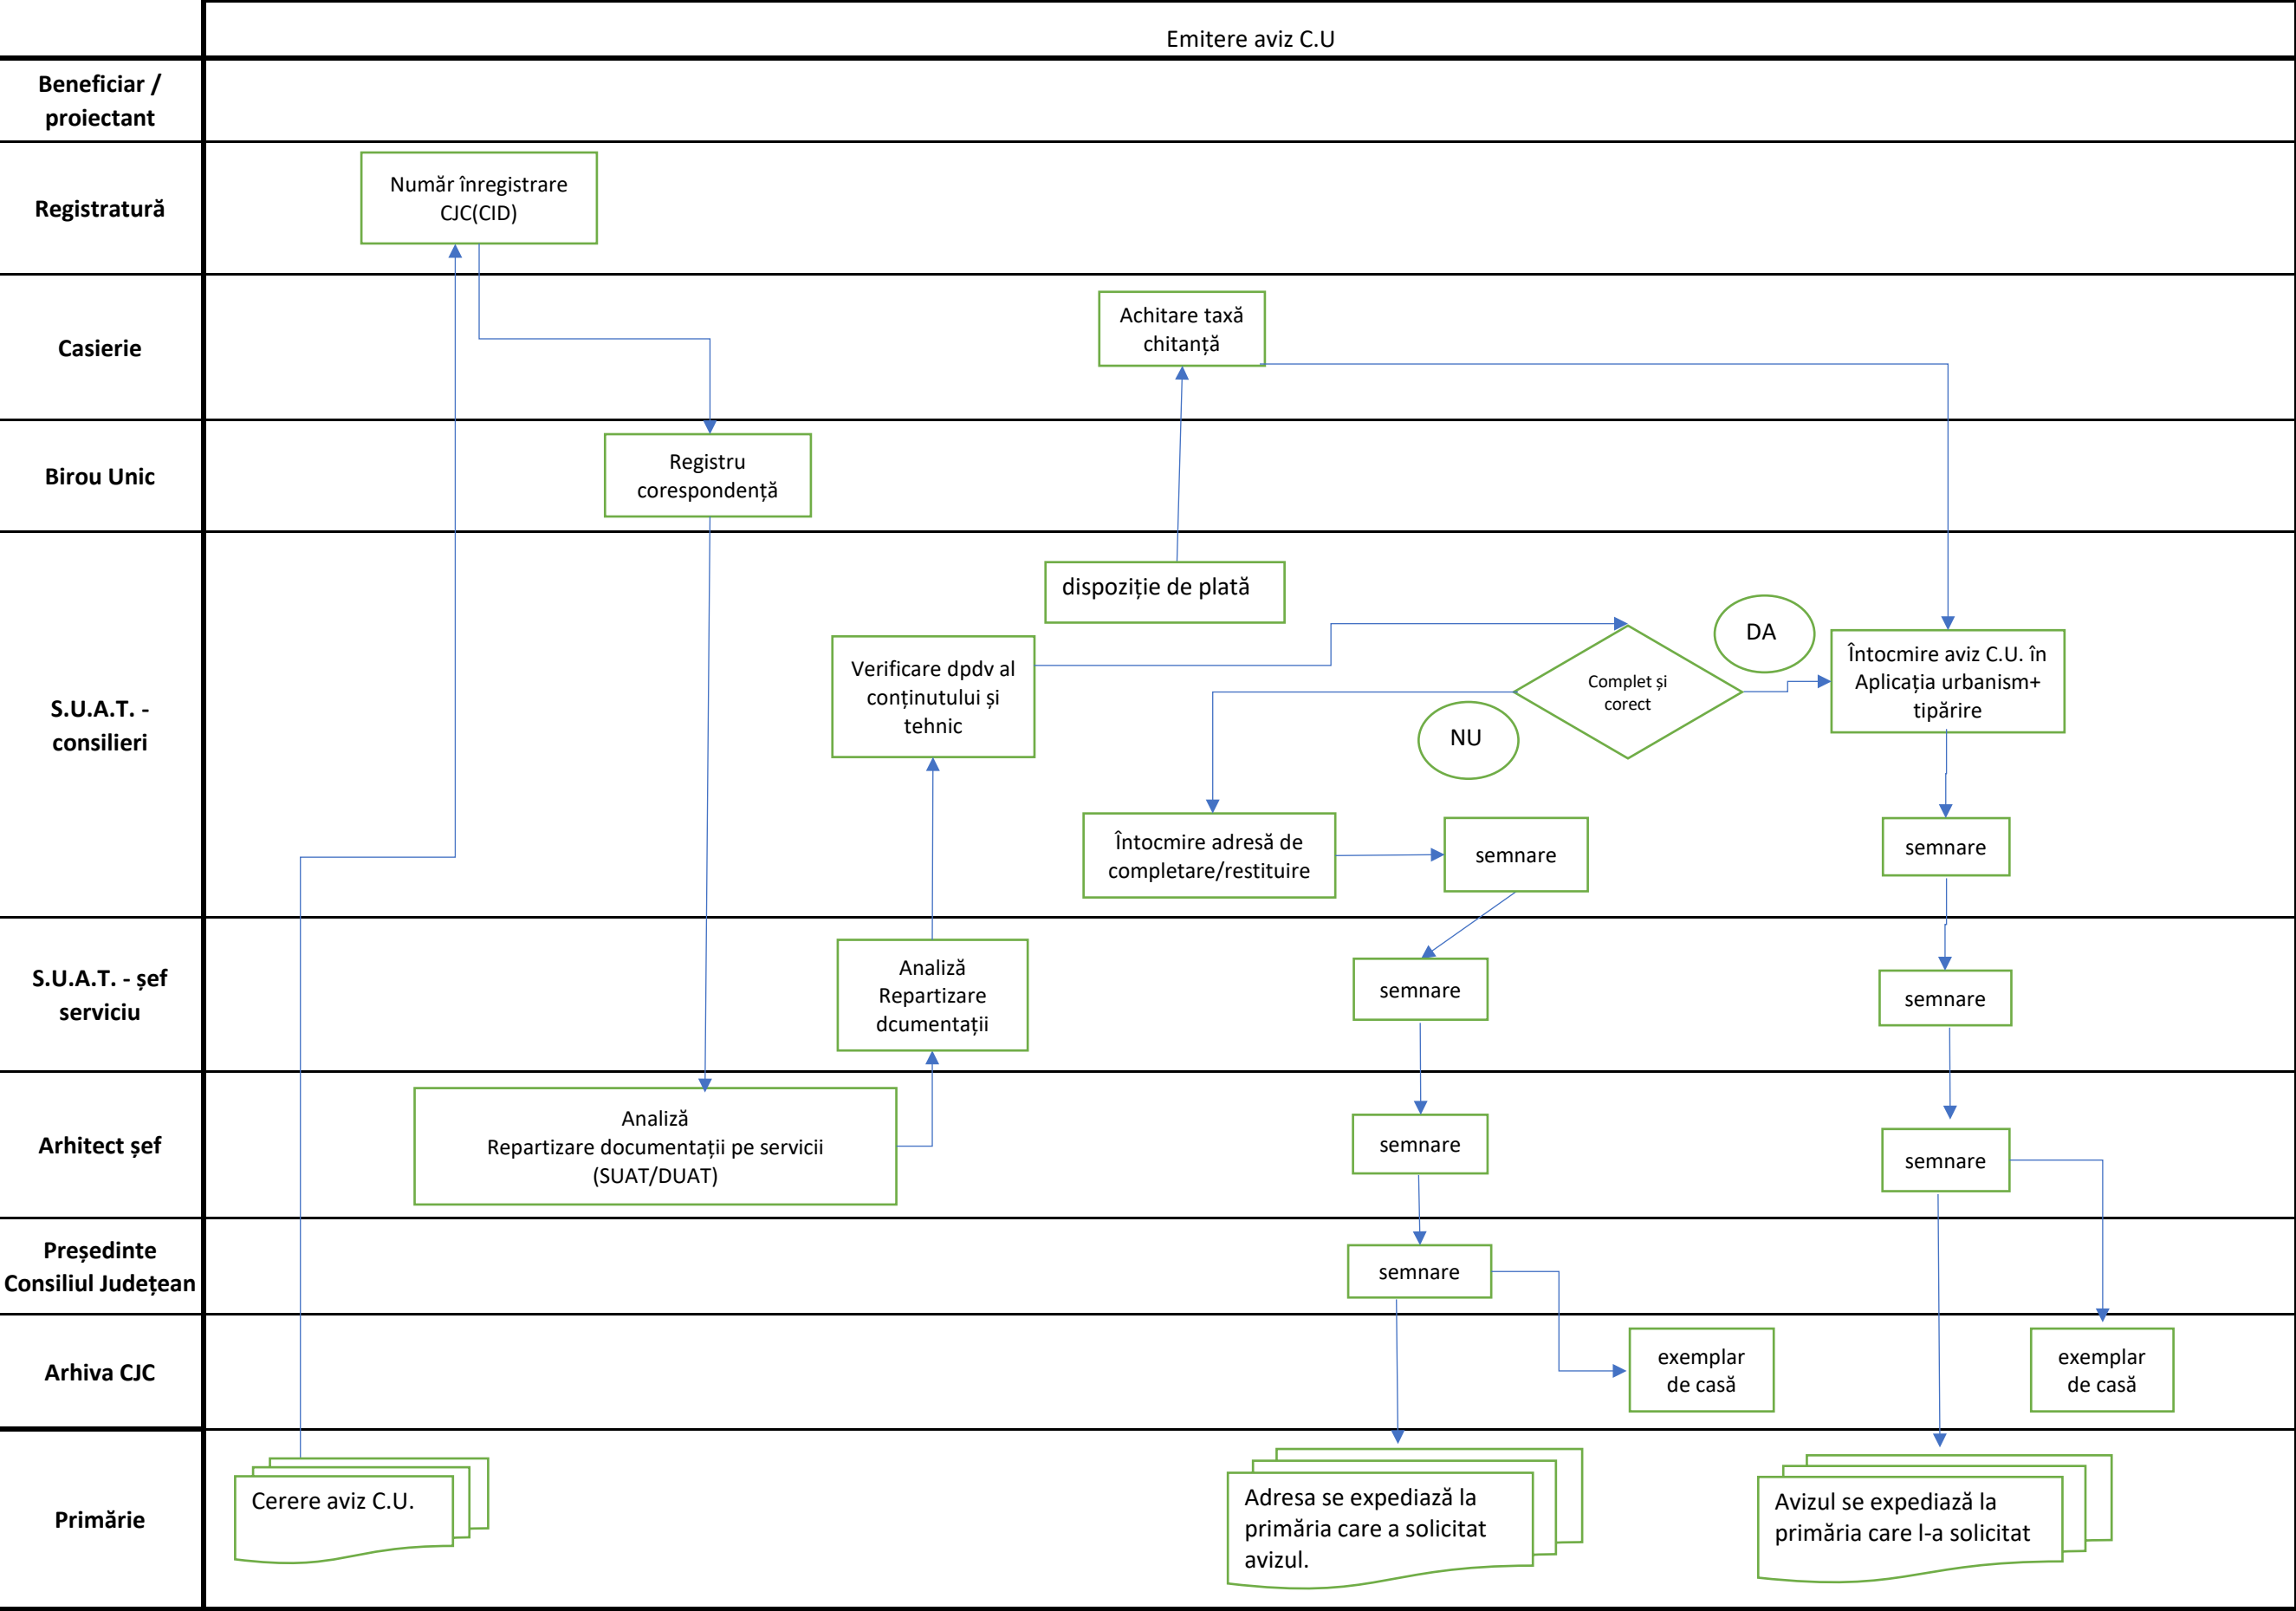 Emitere aviz C.U
Beneficiar /
proiectant
Registratură
Număr înregistrare
CJC(CID)
Casierie
Achitare taxă
chitanță
Birou Unic
Registru
corespondență
S.U.A.T. -
consilieri
dispoziție de plată
Verificare dpdv al
conținutului și
tehnic
Complet și
corect
DA
NU
Întocmire aviz C.U. în
Aplicația urbanism+
tipărire
Întocmire adresă de
completare/restituire
semnare
semnare
S.U.A.T. - șef
serviciu
Analiză
Repartizare
dcumentații
semnare
semnare
Arhitect șef
Analiză
Repartizare documentații pe servicii
(SUAT/DUAT)
semnare
semnare
Președinte
Consiliul Județean
semnare
Arhiva CJC
exemplar
de casă
exemplar
de casă
Primărie
Cerere aviz C.U.
Adresa se expediază la
primăria care a solicitat
avizul.
Avizul se expediază la
primăria care l-a solicitat